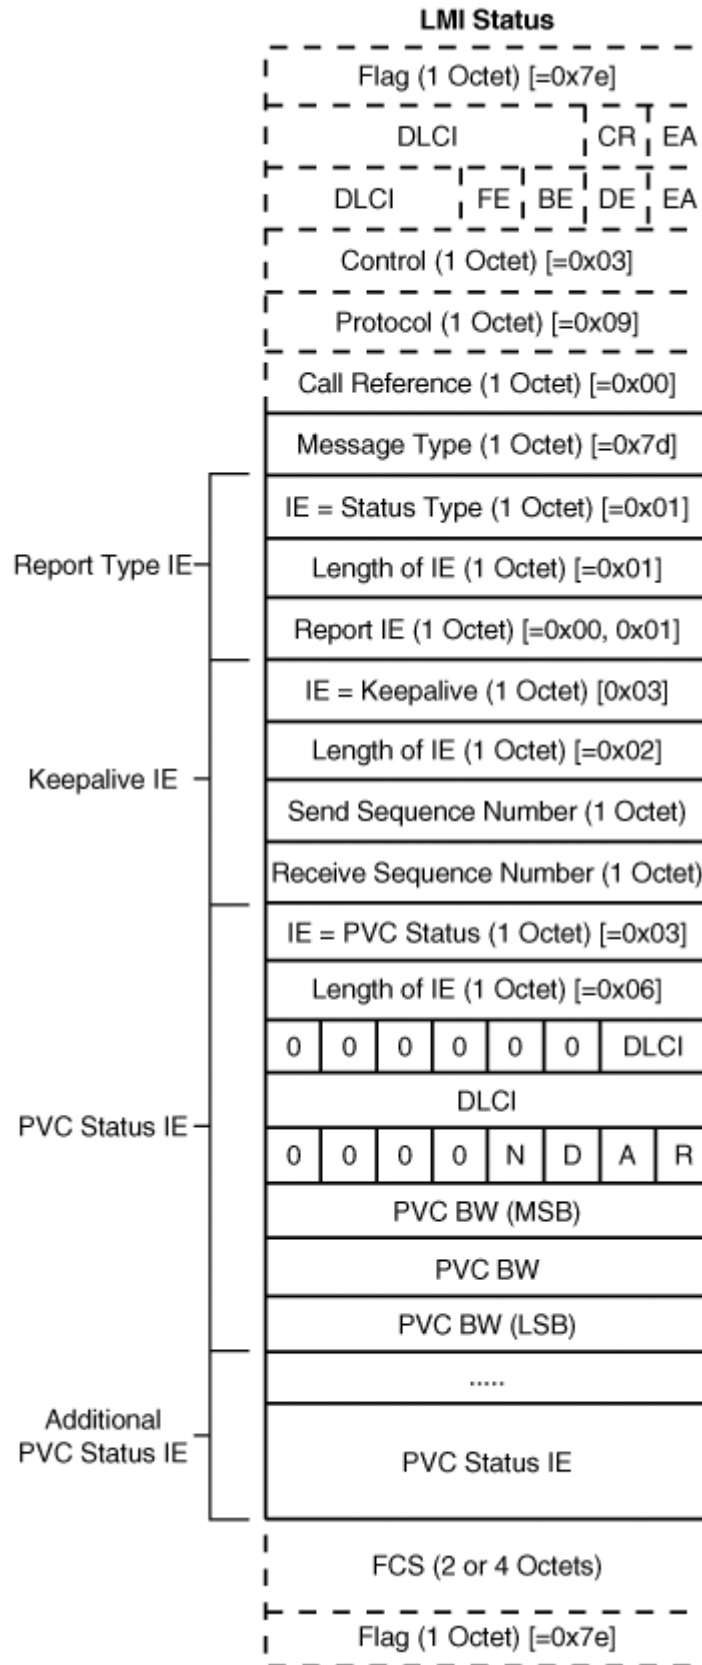 LMI Status
Flag (1 Octet) [=0x7e]
DLCI CR EA
DLCI FE BE DE EA
Control (1 Octet) [=0x03]
Protocol (1 Octet) [=0x09]
Call Reference (1 Octet) [=0x00]
Message Type (1 Octet) [=0x7d]
IE = Status Type (1 Octet) [=0x01]
Report Type IE
Length of IE (1 Octet) [=0x01]
Report IE (1 Octet) [=0x00, 0x01]
IE = Keepalive (1 Octet) [0x03]
Length of IE (1 Octet) [=0x02]
Keepalive IE
Send Sequence Number (1 Octet)
Receive Sequence Number (1 Octet)
IE = PVC Status (1 Octet) [=0x03]
Length of IE (1 Octet) [=0x06]
0 0 0 0 0 0 DLCI
DLCI
PVC Status IE
0 0 0 0 N D A R
PVC BW (MSB)
PVC BW
PVC BW (LSB)
.....
Additional
PVC Status IE
PVC Status IE
FCS (2 or 4 Octets)
Flag (1 Octet) [=0x7e]